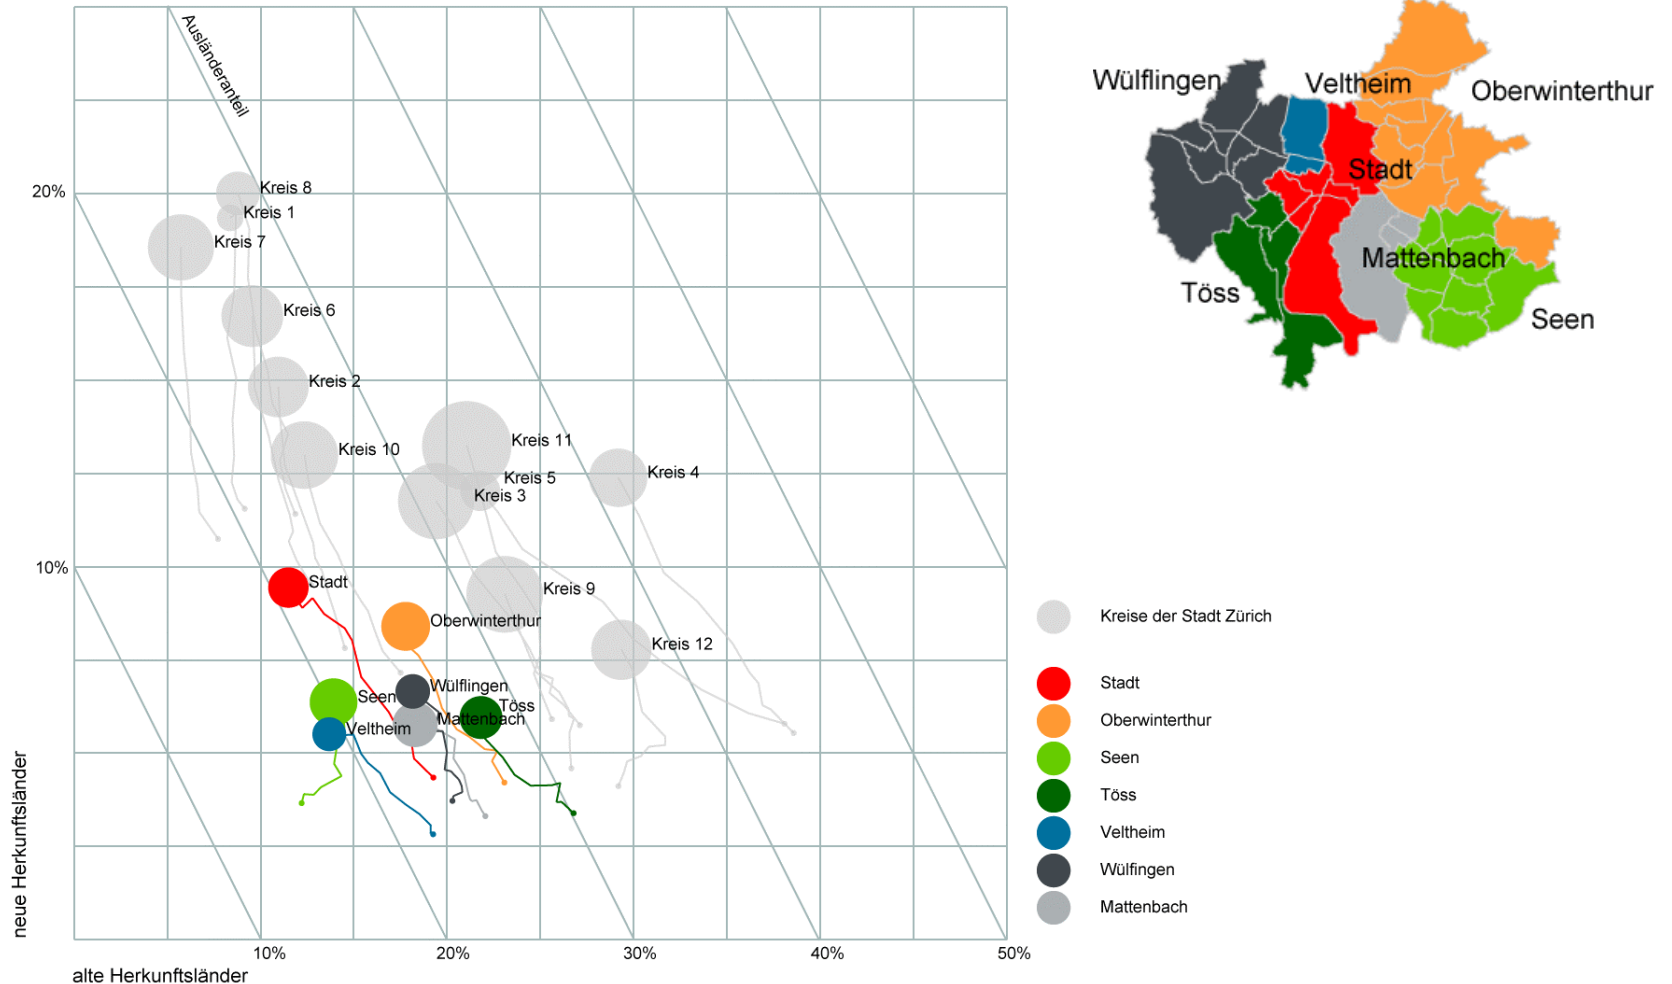 Ausländeranteil
20%
10%
Kreis 8
Kreis 1
Kreis 7
Kreis 6
Kreis 2
Kreis 10
Kreis 11
Kreis 5
Kreis 3
Kreis 4
Kreis 9
Kreis 12
Stadt
Oberwinterthur
Wülflingen
Seen
Töss
Mattenbach
Veltheim
neue Herkunftsländer
10%
20%
30%
40%
50%
alte Herkunftsländer
Wülflingen
Veltheim
Oberwinterthur
Stadt
Mattenbach
Töss
Seen
Kreise der Stadt Zürich
Stadt
Oberwinterthur
Seen
Töss
Veltheim
Wülfingen
Mattenbach